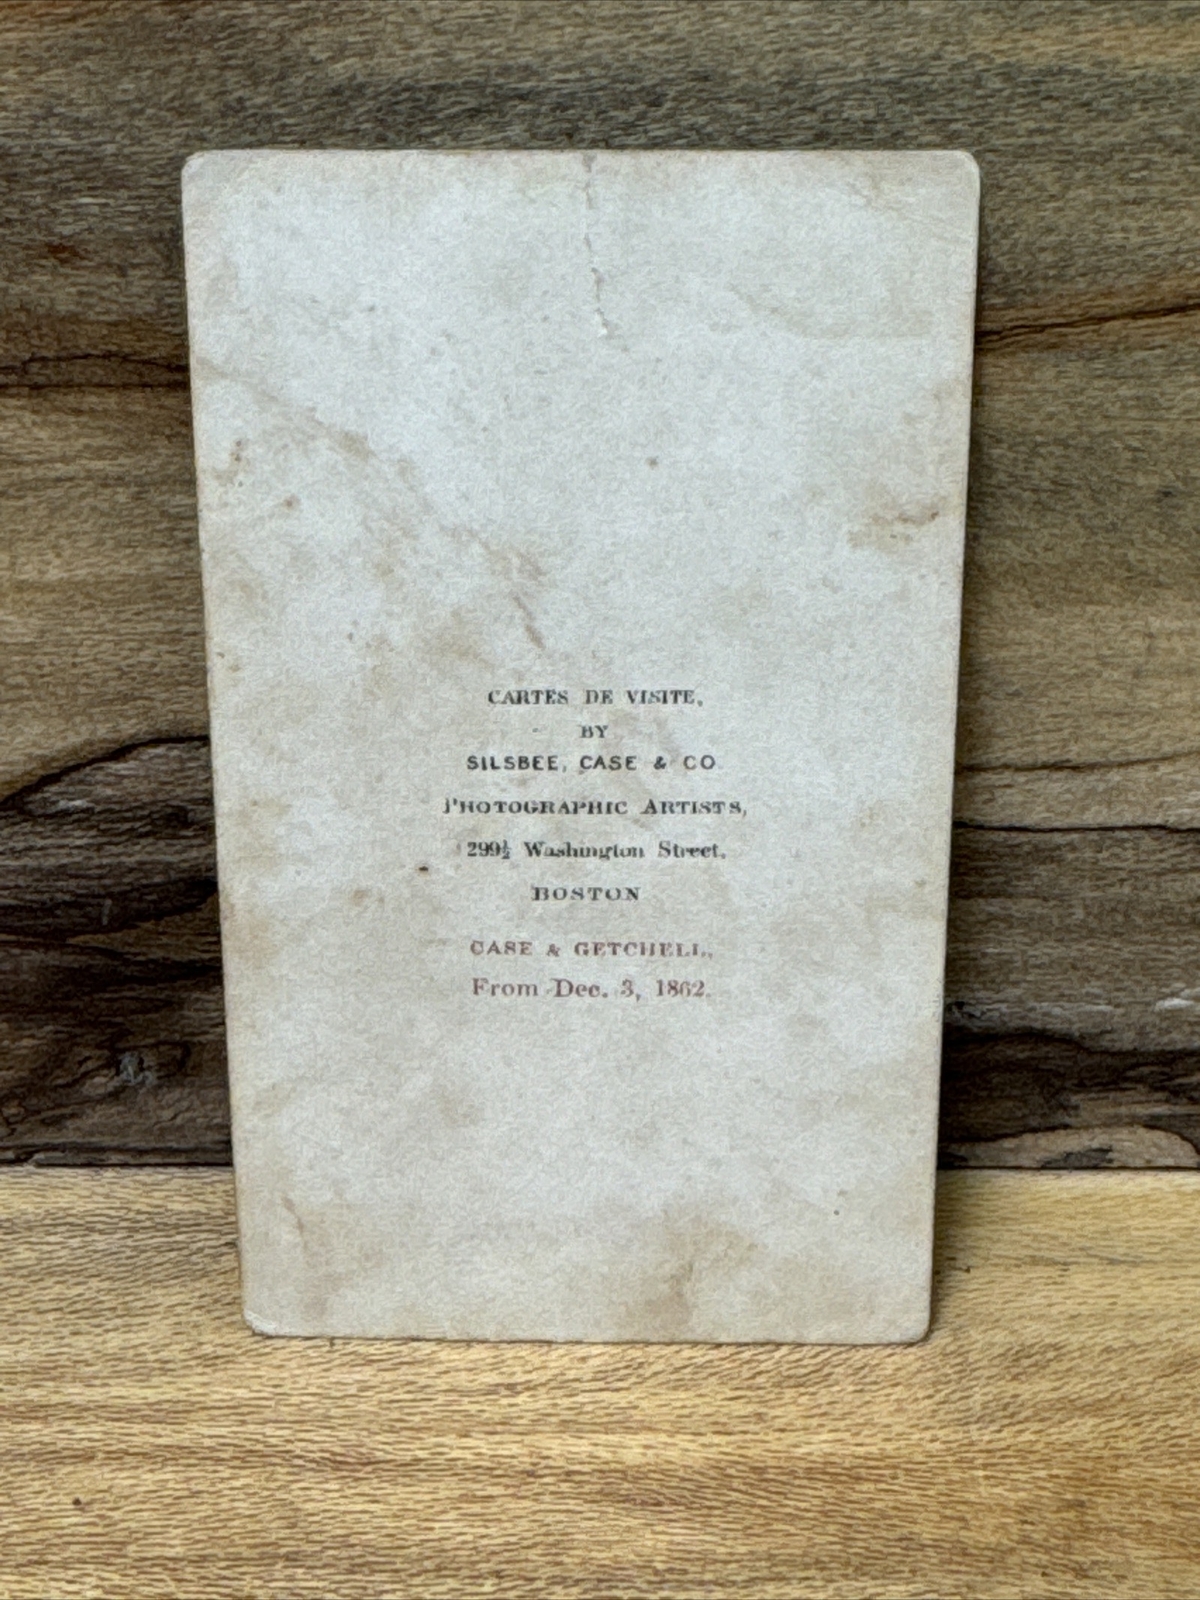 CARTES DE VISITE,
BY
SILSBEE, CASE & CO.
PHOTOGRAPHIC ARTISTS,
299½ Washington Street,
BOSTON
CASE & GETCHELL,
From Dec. 3, 1862.